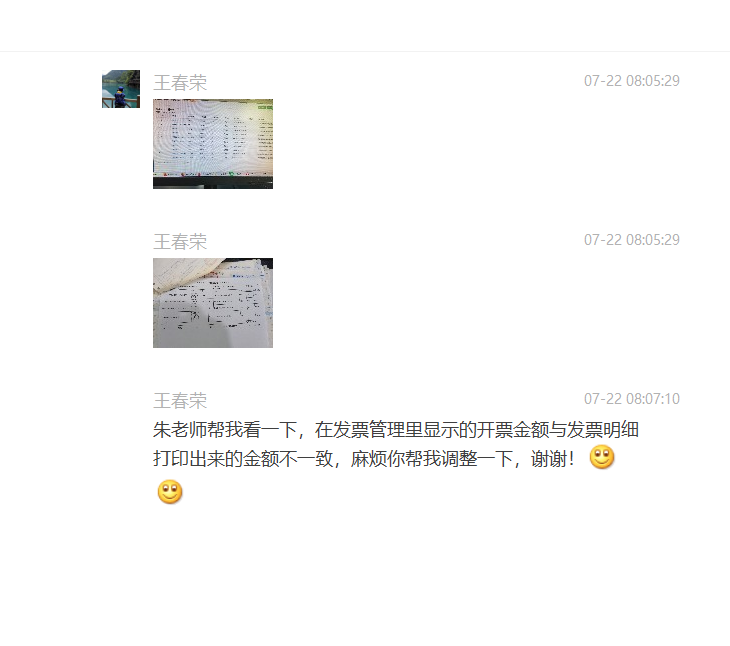 王春荣 07-22 08:05:29
王春荣 07-22 08:05:29
王春荣 07-22 08:07:10
朱老师帮我看一下，在发票管理里显示的开票金额与发票明细
打印出来的金额不一致，麻烦你帮我调整一下，谢谢！